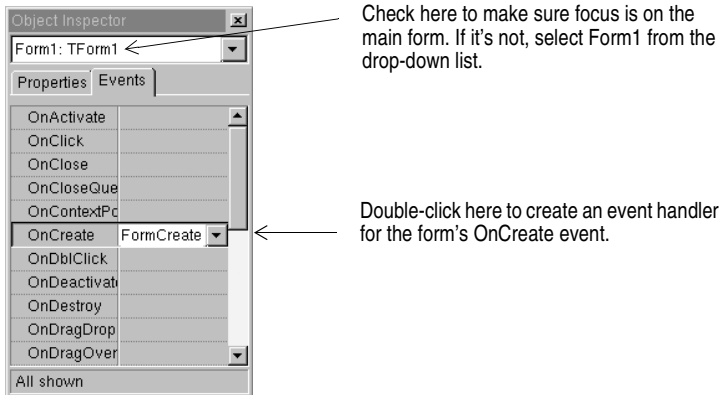 Object Inspector
Form1: TForm1
Properties Events
OnActivate
OnClick
OnClose
OnCloseQue
OnContextPo
OnCreate FormCreate
OnDblClick
OnDeactivat
OnDestroy
OnDragDrop
OnDragOver
All shown
Check here to make sure focus is on the
main form. If it's not, select Form1 from the
drop-down list.
Double-click here to create an event handler
for the form's OnCreate event.